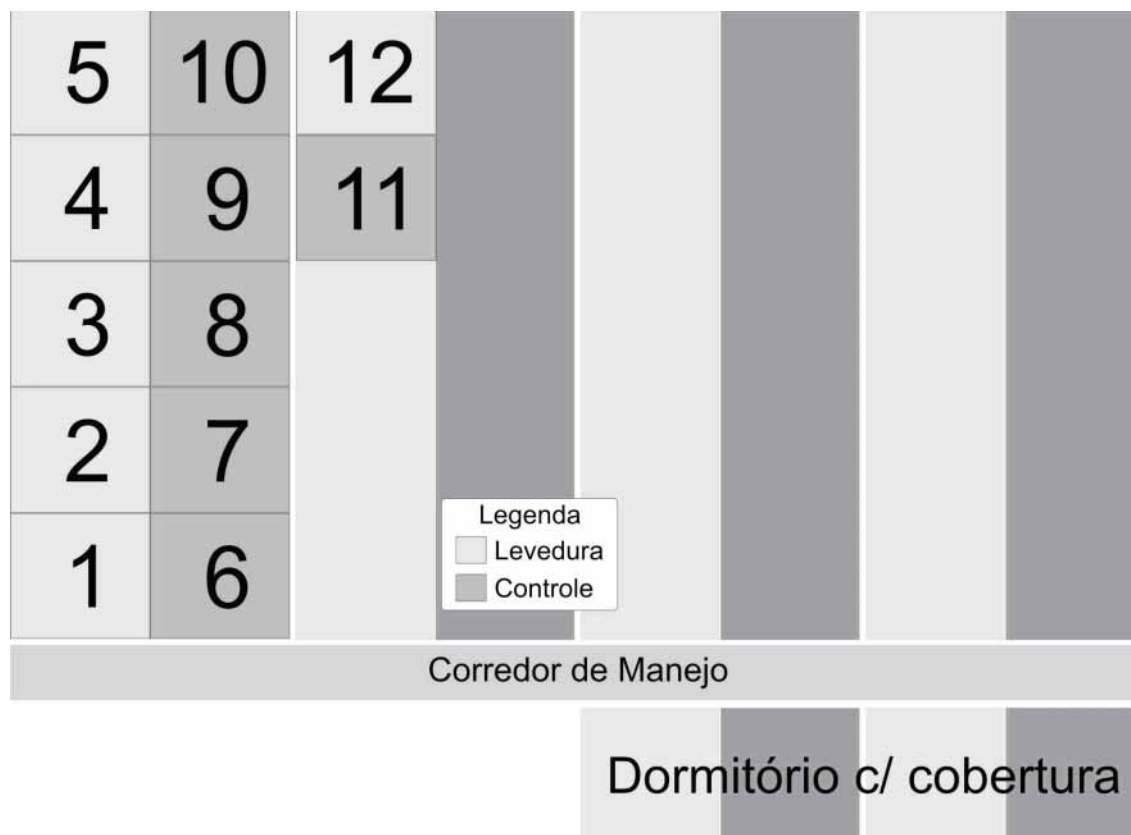 5 10 12
4 9 11
3 8
2 7
1 6
Legenda
Levedura
Controle
Corredor de Manejo
Dormitório c/ cobertura